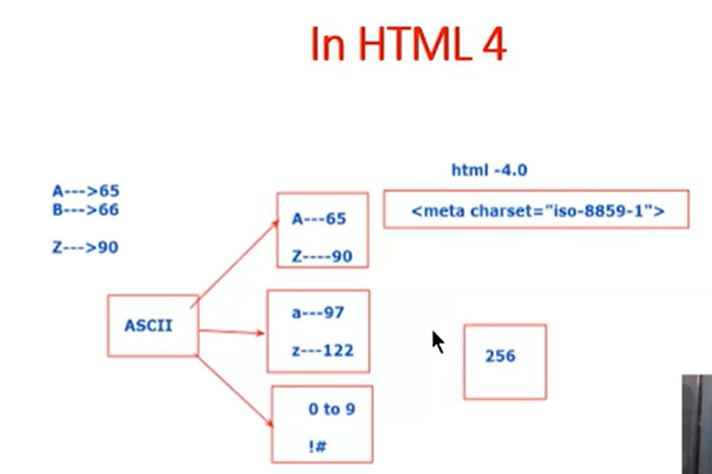 In HTML 4
html -4.0
A--->65
B--->66
Z--->90
<meta charset="iso-8859-1">
A---65
Z----90
ASCII
a---97
z---122
256
0 to 9
!#